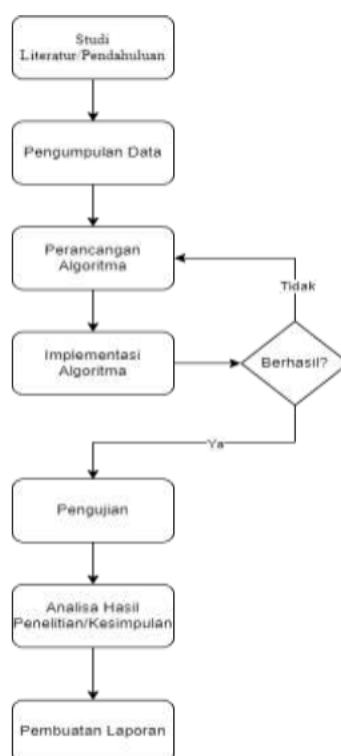 Studi
Literatur/Pendahuluan
Pengumpulan Data
Perancangan
Algoritma
Tidak
Implementasi
Algoritma
Berhasil?
Ya
Pengujian
Analisa Hasil
Penelitian/Kesimpulan
Pembuatan Laporan